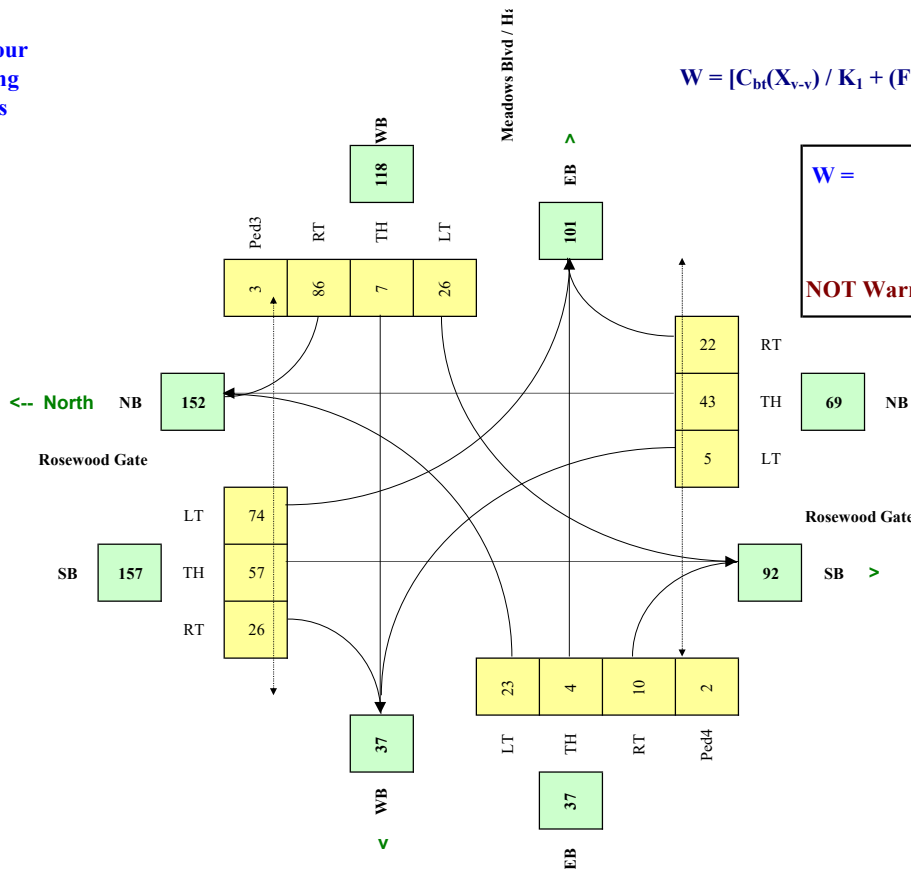 our
ng
s
W = [Cbt(Xv-v) / K1 + (F
Meadows Blvd / Ha
WB
118
^
EB
101
W =
NOT Warr
Ped3
RT
TH
LT
3
86
7
26
22
RT
43
TH
5
LT
69
NB
<-- North
NB
152
Rosewood Gate
Rosewood Gate
LT
74
SB
157
TH
57
RT
26
92
SB
>
23
4
10
2
LT
TH
RT
Ped4
37
WB
v
37
EB